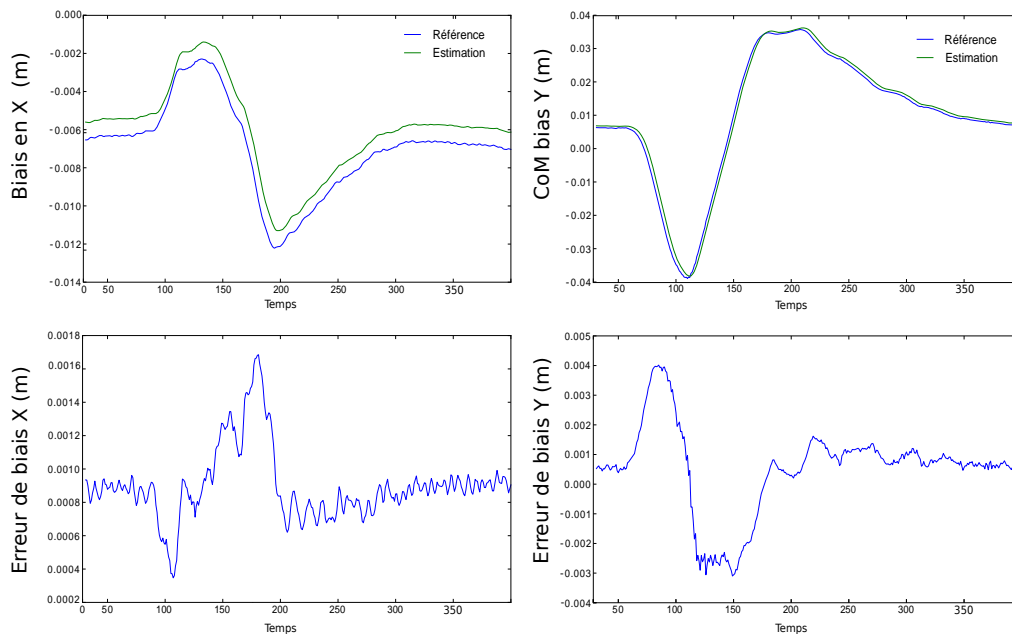 Biais en X (m)
0.000
-0.002
-0.004
-0.006
-0.008
-0.010
-0.012
-0.014
0 50 100 150 200 250 300 350
Temps
Référence
Estimation
CoM bias Y (m)
0.04
0.03
0.02
0.01
0.00
-0.01
-0.02
-0.03
-0.04
50 100 150 200 250 300 350
Temps
Référence
Estimation
Erreur de biais X (m)
0.0018
0.0016
0.0014
0.0012
0.0010
0.0008
0.0006
0.0004
0.0002
0 50 100 150 200 250 300 350
Temps
Erreur de biais Y (m)
0.005
0.004
0.003
0.002
0.001
0.000
-0.001
-0.002
-0.003
-0.004
50 100 150 200 250 300 350
Temps